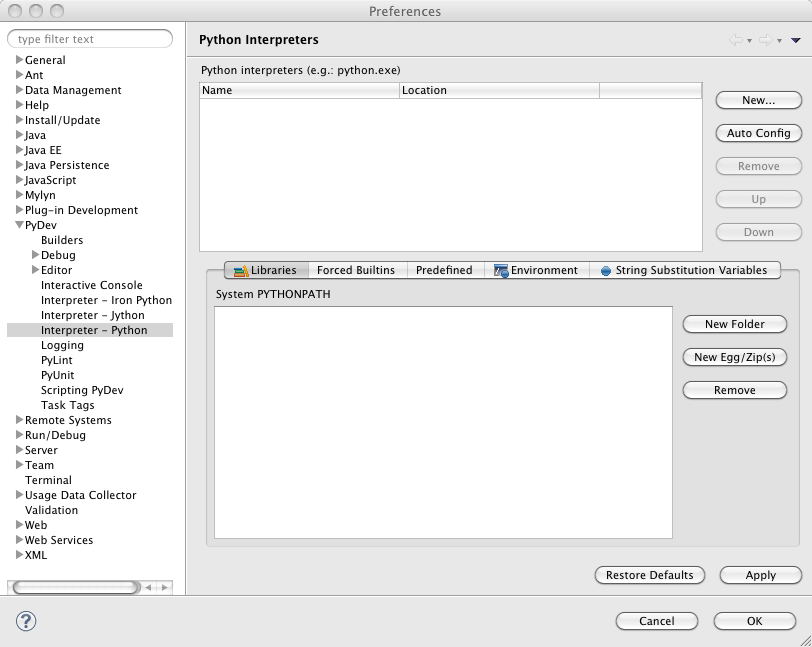 Preferences
type filter text
General
Ant
Data Management
Help
Install/Update
Java
Java EE
Java Persistence
JavaScript
Mylyn
Plug-in Development
PyDev
Builders
Debug
Editor
Interactive Console
Interpreter - Iron Python
Interpreter - Jython
Interpreter - Python
Logging
PyLint
PyUnit
Scripting PyDev
Task Tags
Remote Systems
Run/Debug
Server
Team
Terminal
Usage Data Collector
Validation
Web
Web Services
XML
Python Interpreters
Python interpreters (e.g.: python.exe)
Name Location
New...
Auto Config
Remove
Up
Down
Libraries Forced Builtins Predefined Environment String Substitution Variables
System PYTHONPATH
New Folder
New Egg/Zip(s)
Remove
Restore Defaults Apply
? Cancel OK